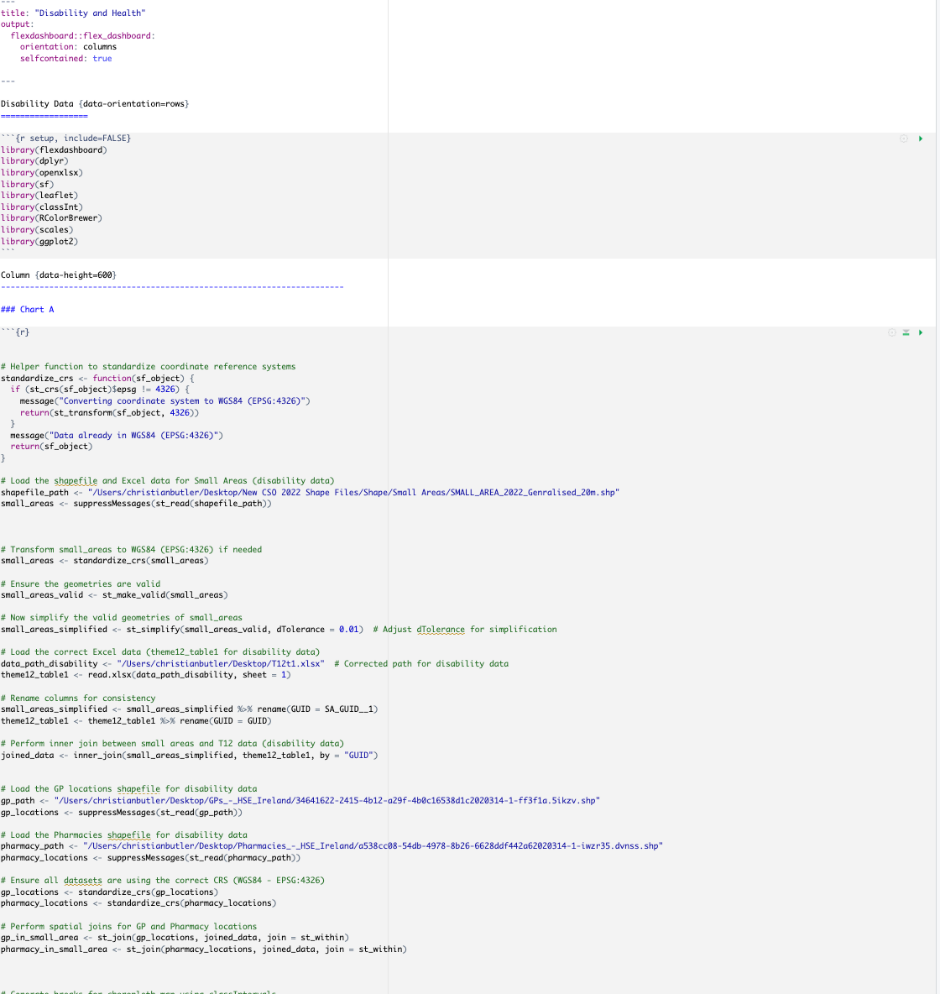 ---
title: "Disability and Health"
output:
  flexdashboard::flex_dashboard:
    orientation: columns
    selfcontained: true
---
Disability Data {data-orientation=rows}
==================
```{r setup, include=FALSE}
library(flexdashboard)
library(dplyr)
library(openxlsx)
library(sf)
library(leaflet)
library(classInt)
library(RColorBrewer)
library(scales)
library(ggplot2)
```
Column {data-height=600}
-----------------------------------------------------------------------
### Chart A
```{r}
# Helper function to standardize coordinate reference systems
standardize_crs <- function(sf_object) {
  if (st_crs(sf_object)$epsg != 4326) {
    message("Converting coordinate system to WGS84 (EPSG:4326)")
    return(st_transform(sf_object, 4326))
  }
  message("Data already in WGS84 (EPSG:4326)")
  return(sf_object)
}
# Load the shapefile and Excel data for Small Areas (disability data)
shapefile_path <- "/Users/christianbutler/Desktop/New CSO 2022 Shape Files/Shape/Small Areas/SMALL_AREA_2022_Genralised_20m.shp"
small_areas <- suppressMessages(st_read(shapefile_path))
# Transform small_areas to WGS84 (EPSG:4326) if needed
small_areas <- standardize_crs(small_areas)
# Ensure the geometries are valid
small_areas_valid <- st_make_valid(small_areas)
# Now simplify the valid geometries of small_areas
small_areas_simplified <- st_simplify(small_areas_valid, dTolerance = 0.01)  # Adjust dTolerance for simplification
# Load the correct Excel data (theme12_table1 for disability data)
data_path_disability <- "/Users/christianbutler/Desktop/T12t1.xlsx"  # Corrected path for disability data
theme12_table1 <- read.xlsx(data_path_disability, sheet = 1)
# Rename columns for consistency
small_areas_simplified <- small_areas_simplified %>% rename(GUID = SA_GUID__1)
theme12_table1 <- theme12_table1 %>% rename(GUID = GUID)
# Perform inner join between small areas and T12 data (disability data)
joined_data <- inner_join(small_areas_simplified, theme12_table1, by = "GUID")
# Load the GP locations shapefile for disability data
gp_path <- "/Users/christianbutler/Desktop/GPs_-_HSE_Ireland/34641622-2415-4b12-a29f-4b0c16538d1c2020314-1-ff3f1a.5ikzv.shp"
gp_locations <- suppressMessages(st_read(gp_path))
# Load the Pharmacies shapefile for disability data
pharmacy_path <- "/Users/christianbutler/Desktop/Pharmacies_-_HSE_Ireland/a538cc08-54db-4978-8b26-6628ddf442a62020314-1-iwzr35.dvnss.shp"
pharmacy_locations <- suppressMessages(st_read(pharmacy_path))
# Ensure all datasets are using the correct CRS (WGS84 - EPSG:4326)
gp_locations <- standardize_crs(gp_locations)
pharmacy_locations <- standardize_crs(pharmacy_locations)
# Perform spatial joins for GP and Pharmacy locations
gp_in_small_area <- st_join(gp_locations, joined_data, join = st_within)
pharmacy_in_small_area <- st_join(pharmacy_locations, joined_data, join = st_within)